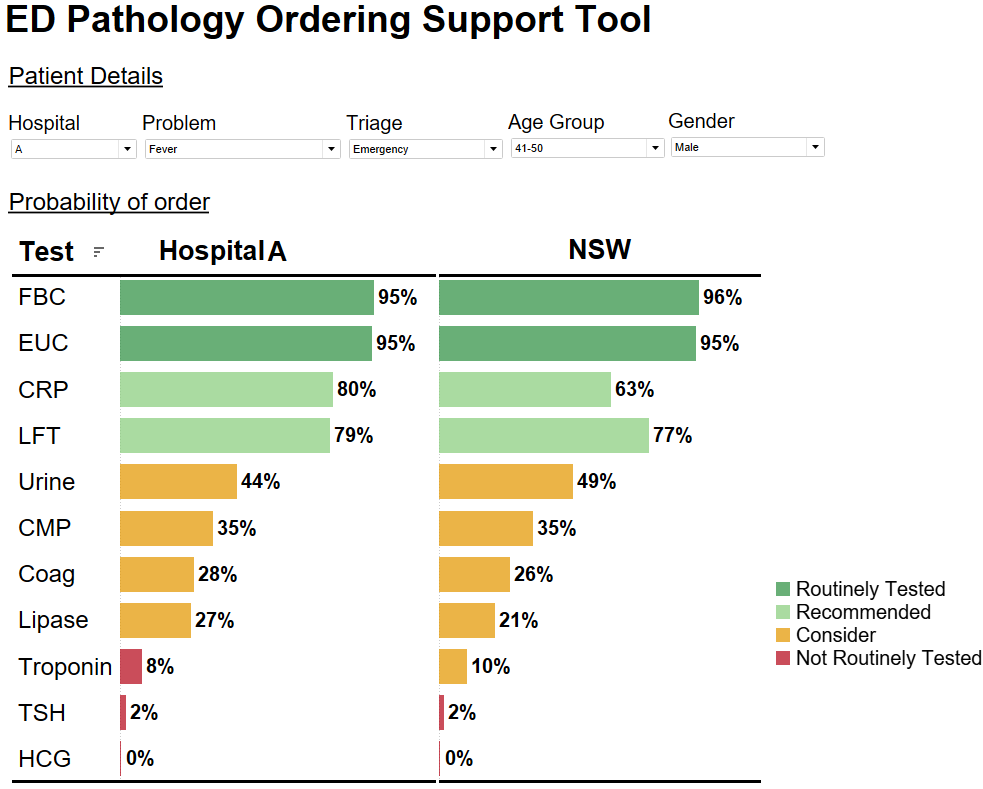 ED Pathology Ordering Support Tool
Patient Details
Hospital Problem Triage Age Group Gender
A Fever Emergency 41-50 Male
Probability of order
Test Hospital A NSW
FBC 95% 96%
EUC 95% 95%
CRP 80% 63%
LFT 79% 77%
Urine 44% 49%
CMP 35% 35%
Coag 28% 26%
Lipase 27% 21%
Troponin 8% 10%
TSH 2% 2%
HCG 0% 0%
Routinely Tested
Recommended
Consider
Not Routinely Tested